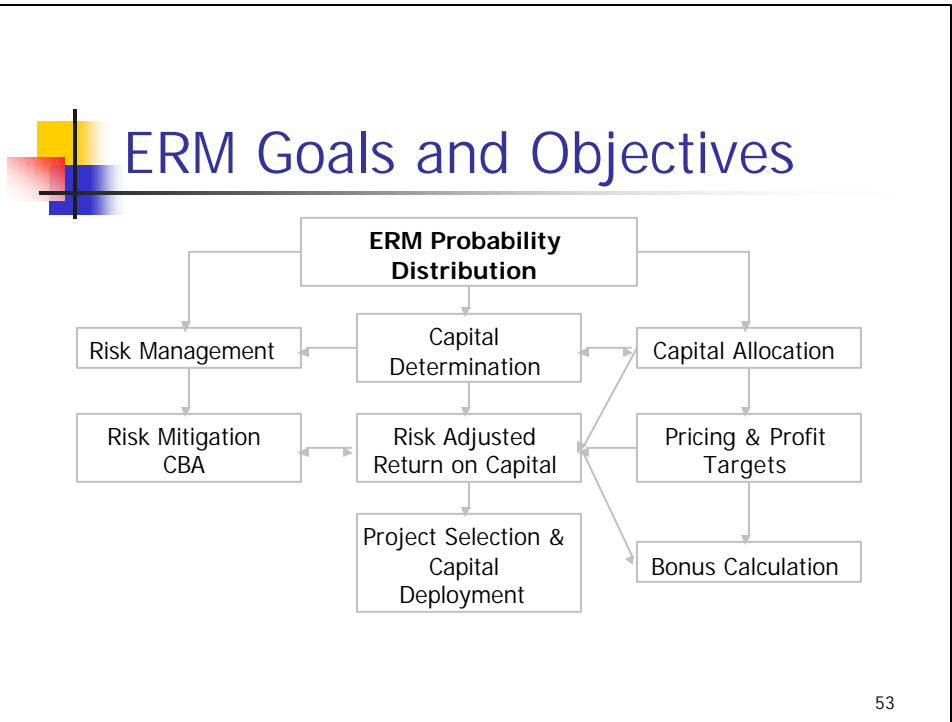 ERM Goals and Objectives
ERM Probability
Distribution
Risk Management
Capital
Determination
Capital Allocation
Risk Mitigation
CBA
Risk Adjusted
Return on Capital
Pricing & Profit
Targets
Project Selection &
Capital
Deployment
Bonus Calculation
53